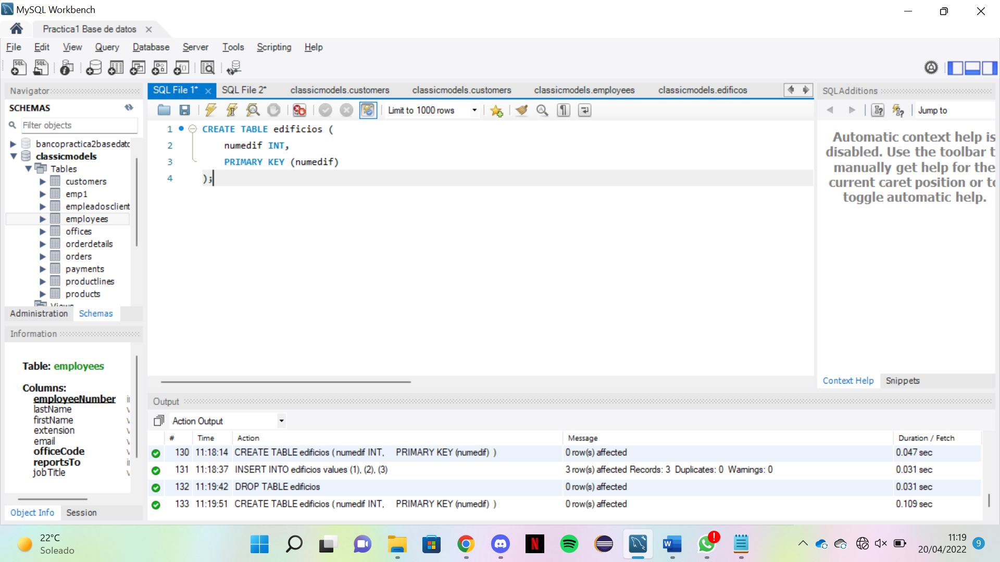 MySQL Workbench
Practica1 Base de datos
File Edit View Query Database Server Tools Scripting Help
Navigator
SCHEMAS
Filter objects
bancopractica2basedatc
classicmodels
Tables
customers
emp1
empleadosclient
employees
offices
orderdetails
orders
payments
productlines
products
Views
Administration Schemas
Information
Table: employees
Columns:
employeeNumber
lastName
firstName
extension
email
officeCode
reportsTo
jobTitle
Object Info Session
SQL File 1* SQL File 2* classicmodels.customers classicmodels.customers classicmodels.employees classicmodels.edificos
Limit to 1000 rows
1 CREATE TABLE edificios (
2 numedif INT,
3 PRIMARY KEY (numedif)
4 );
SQLAdditions
Jump to
Automatic context help is
disabled. Use the toolbar t
manually get help for the
current caret position or to
toggle automatic help.
Context Help Snippets
Output
Action Output
# Time Action Message Duration / Fetch
130 11:18:14 CREATE TABLE edificios ( numedif INT, PRIMARY KEY (numedif) ) 0 row(s) affected 0.047 sec
131 11:18:37 INSERT INTO edificios values (1), (2), (3) 3 row(s) affected Records: 3 Duplicates: 0 Warnings: 0 0.031 sec
132 11:19:42 DROP TABLE edificios 0 row(s) affected 0.031 sec
133 11:19:51 CREATE TABLE edificios ( numedif INT, PRIMARY KEY (numedif) ) 0 row(s) affected 0.109 sec
22°C
Soleado
11:19
20/04/2022
9